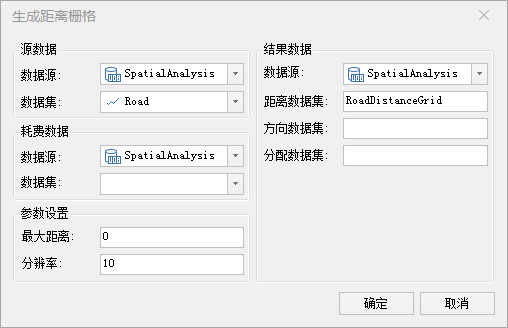 生成距离栅格
源数据
数据源: SpatialAnalysis
数据集: Road
耗费数据
数据源: SpatialAnalysis
数据集:
参数设置
最大距离: 0
分辨率: 10
结果数据
数据源: SpatialAnalysis
距离数据集: RoadDistanceGrid
方向数据集:
分配数据集:
确定 取消